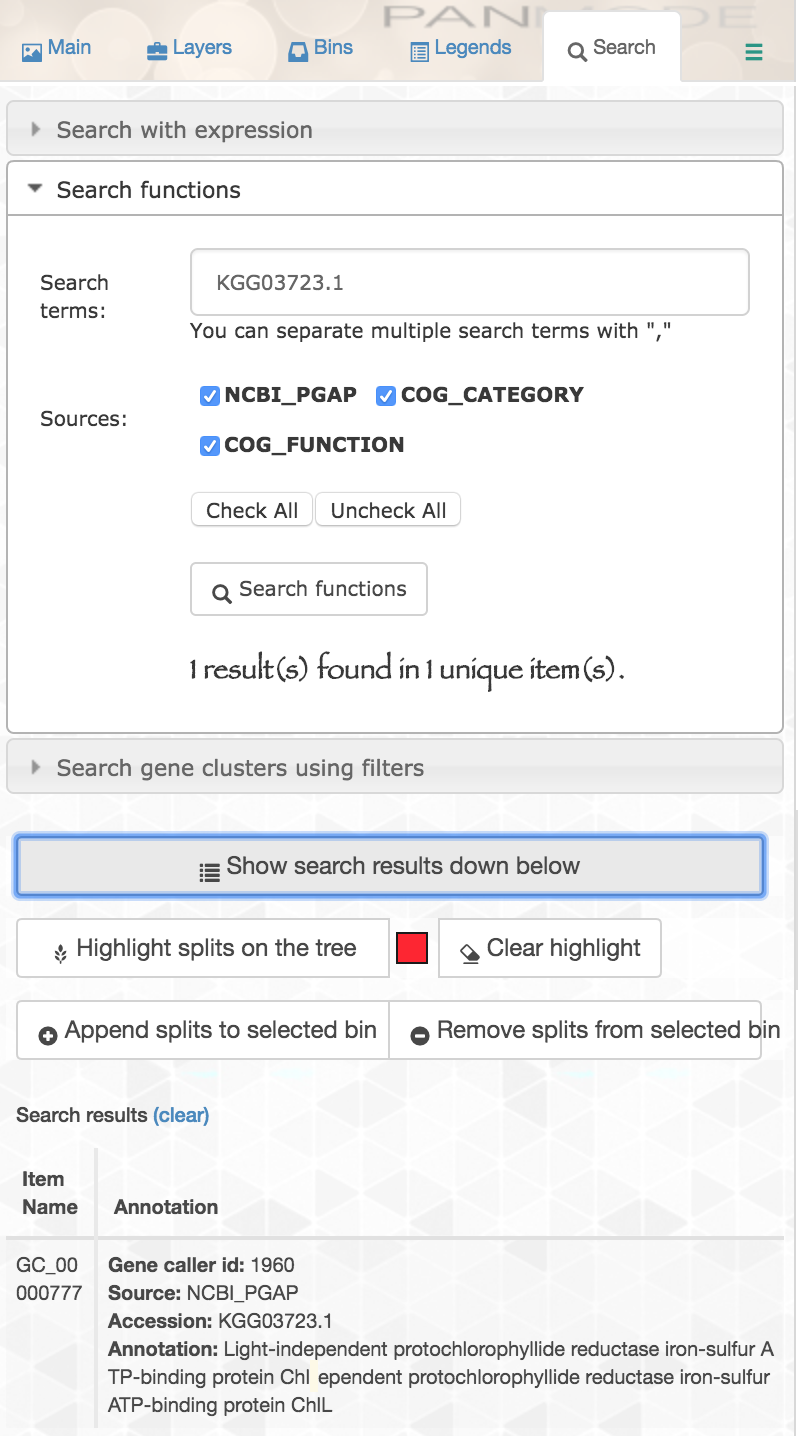 PAN MODE
Main Layers Bins Legends Search
Search with expression
Search functions
Search terms:
KGG03723.1
You can separate multiple search terms with ","
Sources:
NCBI_PGAP COG_CATEGORY
COG_FUNCTION
Check All Uncheck All
Search functions
1 result(s) found in 1 unique item(s).
Search gene clusters using filters
Show search results down below
Highlight splits on the tree Clear highlight
Append splits to selected bin Remove splits from selected bin
Search results (clear)
Item
Name Annotation
GC_00
000777
Gene caller id: 1960
Source: NCBI_PGAP
Accession: KGG03723.1
Annotation: Light-independent protochlorophyllide reductase iron-sulfur A
TP-binding protein Chl ependent protochlorophyllide reductase iron-sulfur
ATP-binding protein ChlL